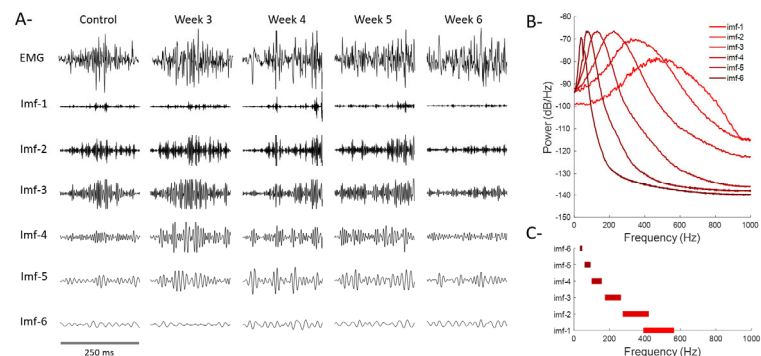 A-
Control Week 3 Week 4 Week 5 Week 6
EMG
Imf-1
Imf-2
Imf-3
Imf-4
Imf-5
Imf-6
250 ms
B-
-60
-70
-80
-90
-100
-110
-120
-130
-140
-150
Power (dB/Hz)
0 200 400 600 800 1000
Frequency (Hz)
imf-1
imf-2
imf-3
imf-4
imf-5
imf-6
C-
imf-6
imf-5
imf-4
imf-3
imf-2
imf-1
0 200 400 600 800 1000
Frequency (Hz)